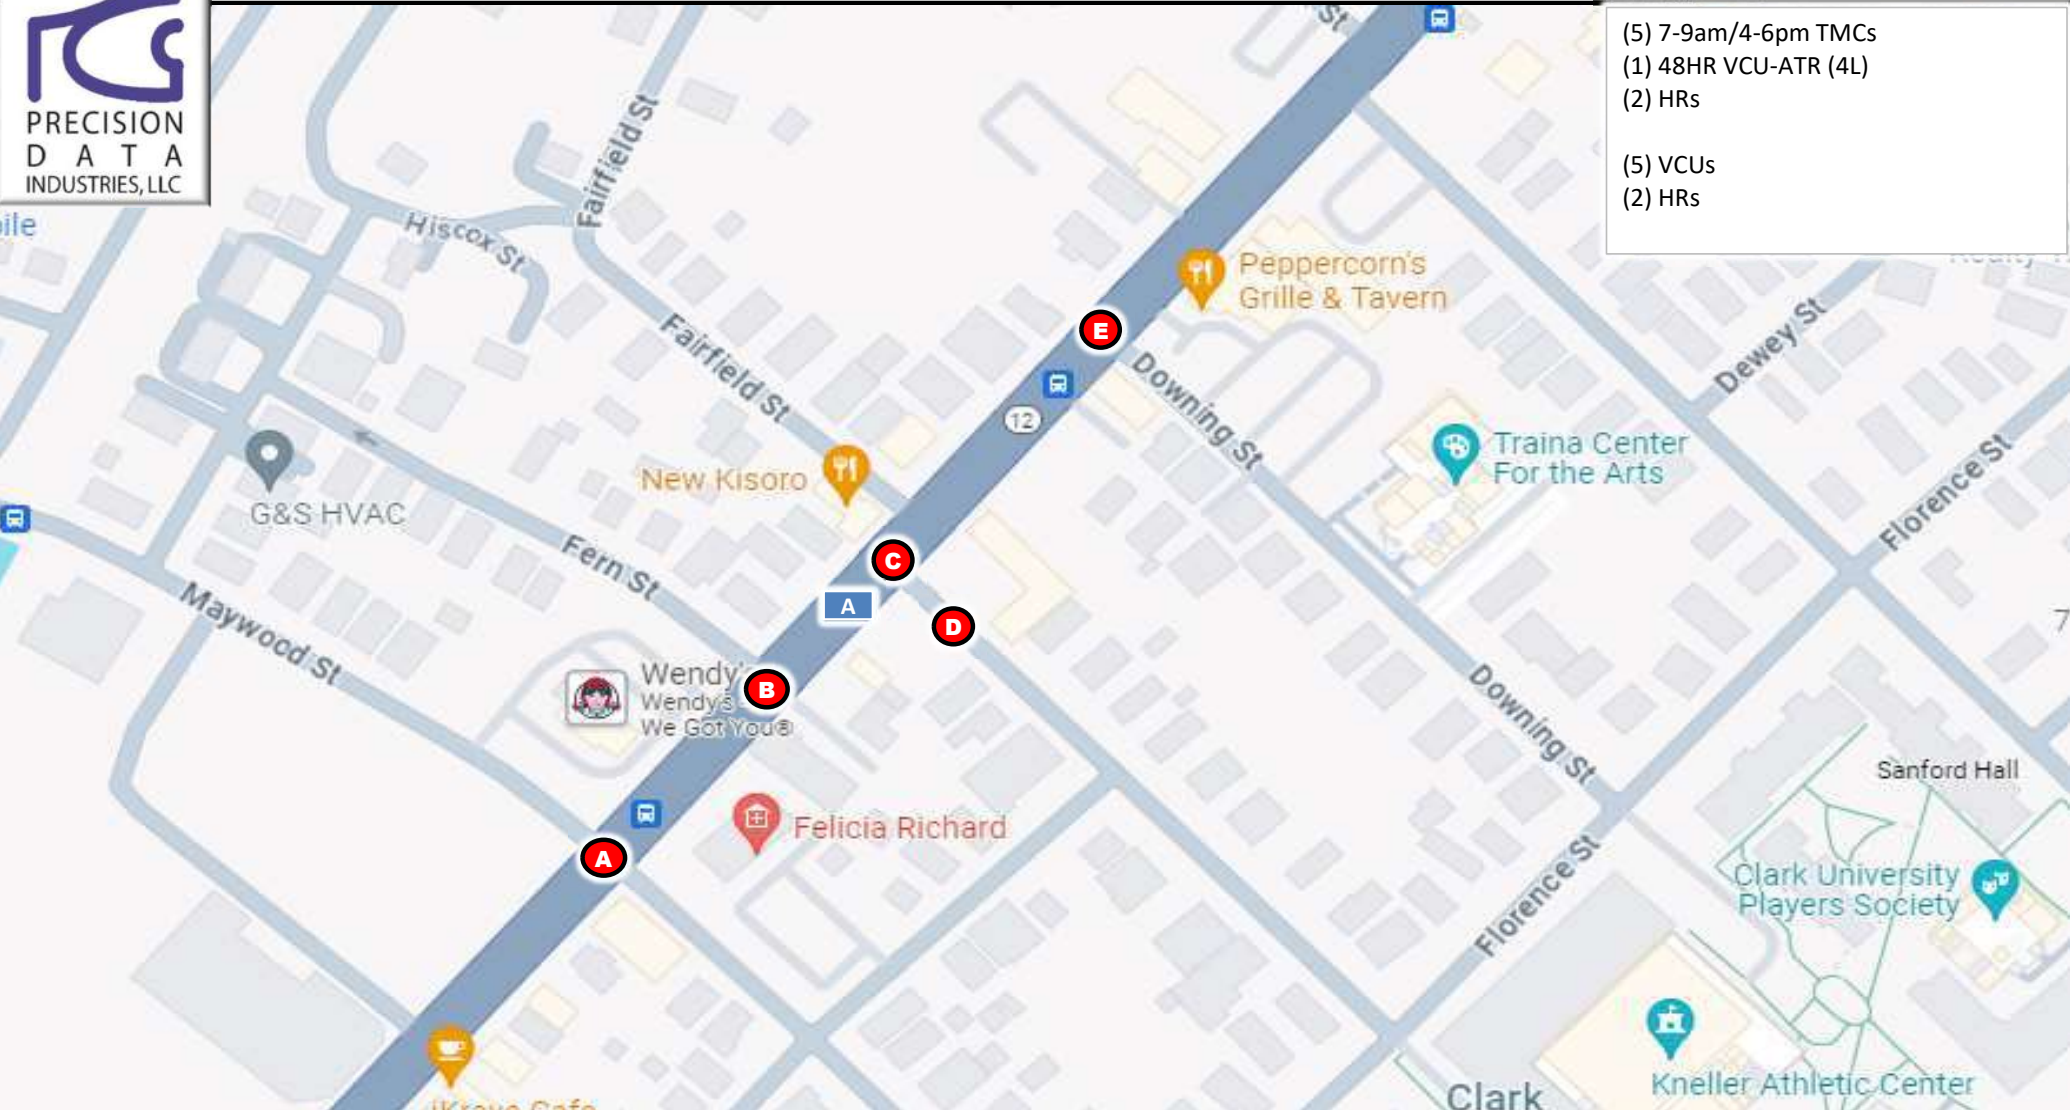 PRECISION
D A T A
INDUSTRIES, LLC
(5) 7-9am/4-6pm TMCs
(1) 48HR VCU-ATR (4L)
(2) HRs
(5) VCUs
(2) HRs
St
Fairfield St
Hiscox St
Peppercorn's
Grille & Tavern
Dewey St
Fairfield St
E
Downing St
12
Traina Center
For the Arts
New Kisoro
Florence St
G&S HVAC
Fern St
C
A
D
7
Maywood St
Wendy's
Wendy's
We Got You®
B
Downing St
Sanford Hall
Felicia Richard
A
Florence St
Clark University
Players Society
Kneller Athletic Center
Clark